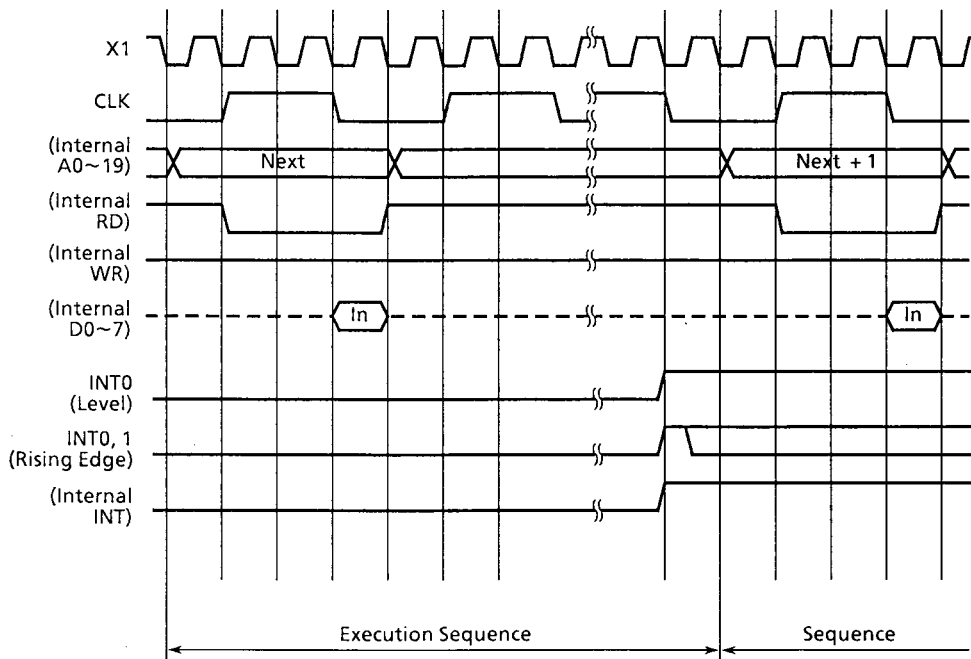 X1
CLK
(Internal
A0~19)
Next
Next + 1
(Internal
RD)
(Internal
WR)
(Internal
D0~7)
In
In
INT0
(Level)
INT0, 1
(Rising Edge)
(Internal
INT)
Execution Sequence
Sequence